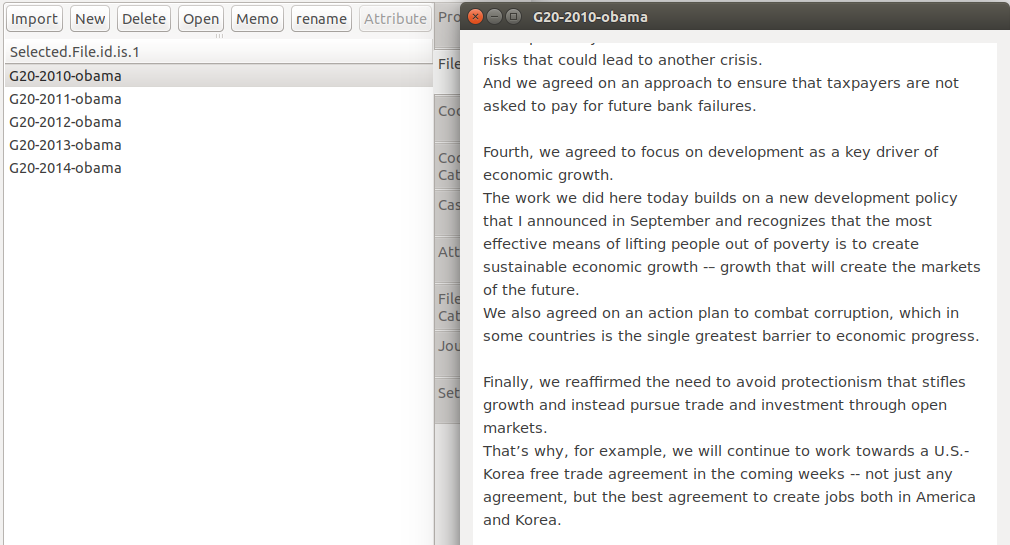 Import New Delete Open Memo rename Attribute
Selected.File.id.is.1
G20-2010-obama
G20-2011-obama
G20-2012-obama
G20-2013-obama
G20-2014-obama
Pro
File
Coo
Cat
Cas
Att
File
Cat
Jou
Set
G20-2010-obama
risks that could lead to another crisis.
And we agreed on an approach to ensure that taxpayers are not
asked to pay for future bank failures.
Fourth, we agreed to focus on development as a key driver of
economic growth.
The work we did here today builds on a new development policy
that I announced in September and recognizes that the most
effective means of lifting people out of poverty is to create
sustainable economic growth -– growth that will create the markets
of the future.
We also agreed on an action plan to combat corruption, which in
some countries is the single greatest barrier to economic progress.
Finally, we reaffirmed the need to avoid protectionism that stifles
growth and instead pursue trade and investment through open
markets.
That’s why, for example, we will continue to work towards a U.S.-
Korea free trade agreement in the coming weeks -- not just any
agreement, but the best agreement to create jobs both in America
and Korea.